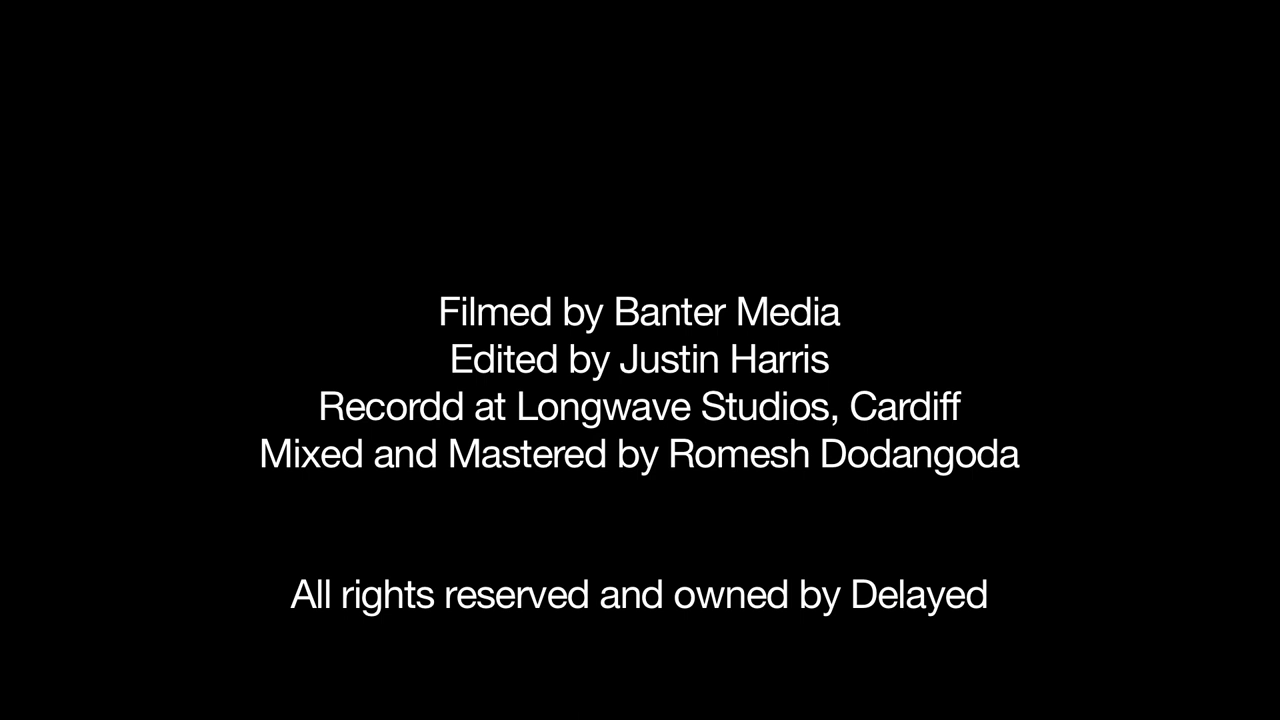 Filmed by Banter Media
Edited by Justin Harris
Recordd at Longwave Studios, Cardiff
Mixed and Mastered by Romesh Dodangoda
All rights reserved and owned by Delayed